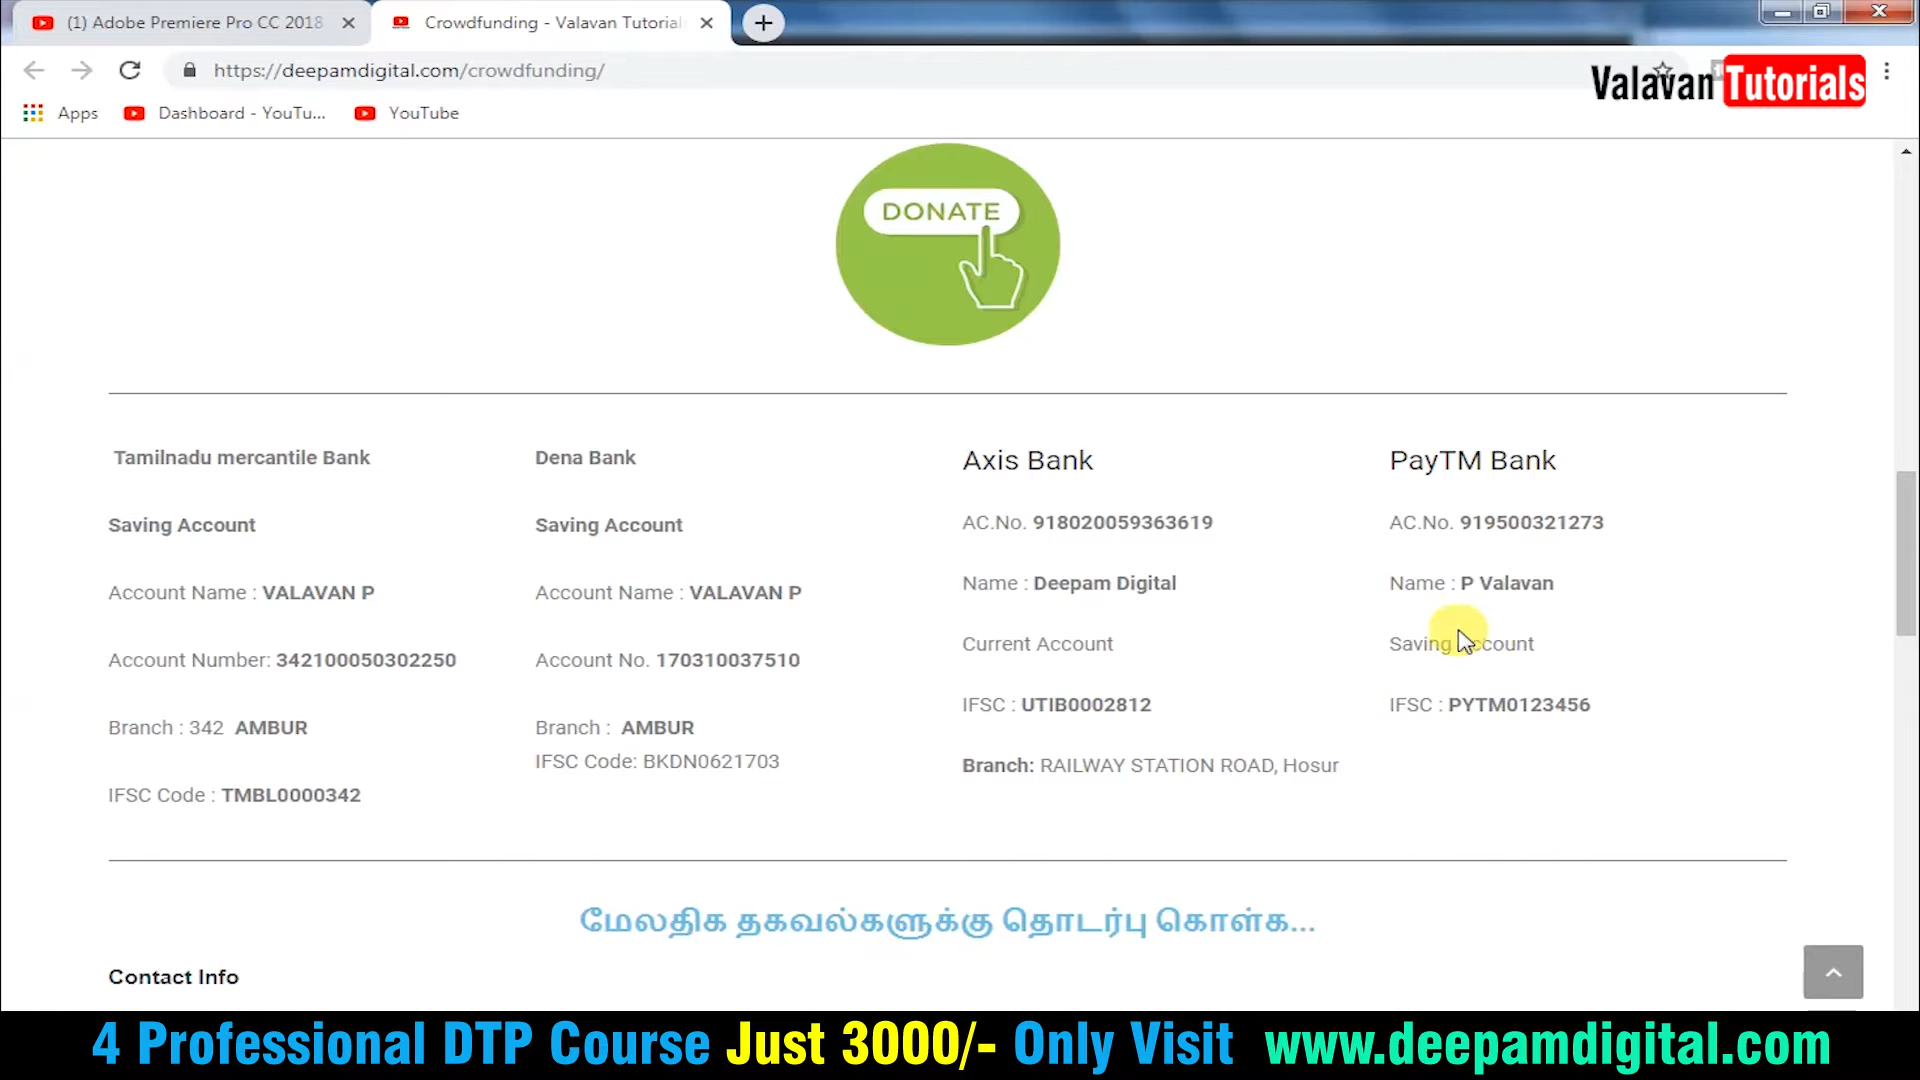 (1) Adobe Premiere Pro CC 2018
Crowdfunding - Valavan Tutorials
https://deepamdigital.com/crowdfunding/
Valavan Tutorials
Apps
Dashboard - YouTu...
YouTube
DONATE
Tamilnadu mercantile Bank
Saving Account
Account Name : VALAVAN P
Account Number: 342100050302250
Branch : 342 AMBUR
IFSC Code : TMBL0000342
Dena Bank
Saving Account
Account Name : VALAVAN P
Account No. 170310037510
Branch : AMBUR
IFSC Code: BKDN0621703
Axis Bank
AC.No. 918020059363619
Name : Deepam Digital
Current Account
IFSC : UTIB0002812
Branch: RAILWAY STATION ROAD, Hosur
PayTM Bank
AC.No. 919500321273
Name : P Valavan
Saving Account
IFSC : PYTM0123456
மேலதிக தகவல்களுக்கு தொடர்பு கொள்க...
Contact Info
4 Professional DTP Course Just 3000/- Only Visit www.deepamdigital.com